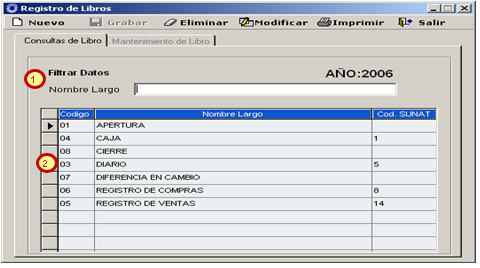 Registro de Libros
Nuevo Grabar Eliminar Modificar Imprimir Salir
Consultas de Libro Mantenimiento de Libro
Filtrar Datos AÑO:2006
1
Nombre Largo
Codigo Nombre Largo Cod. SUNAT
01 APERTURA
04 CAJA 1
08 CIERRE
2 03 DIARIO 5
07 DIFERENCIA EN CAMBIO
06 REGISTRO DE COMPRAS 8
05 REGISTRO DE VENTAS 14